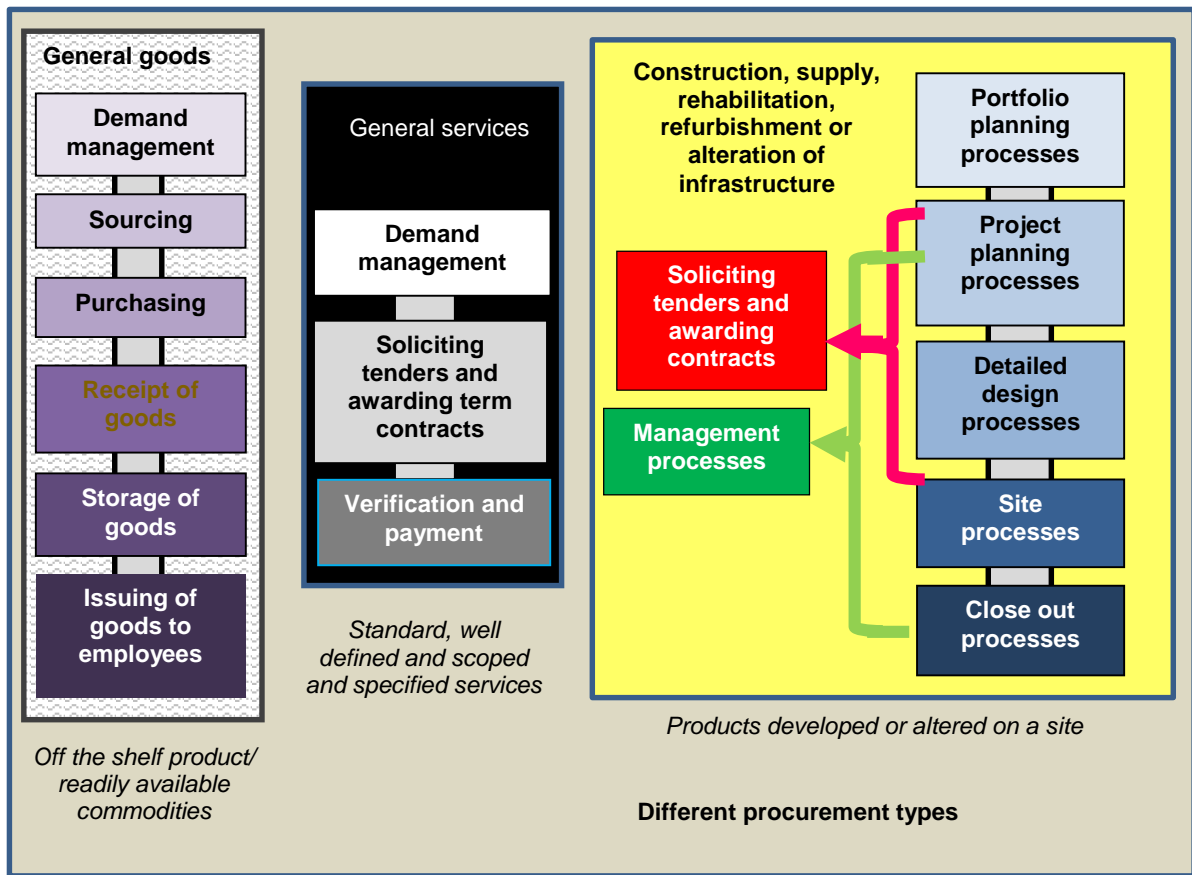 General goods
Demand
management
Sourcing
Purchasing
Receipt of
goods
Storage of
goods
Issuing of
goods to
employees
Off the shelf product/
readily available
commodities
General services
Demand
management
Soliciting
tenders and
awarding term
contracts
Verification and
payment
Standard, well
defined and scoped
and specified services
Construction, supply,
rehabilitation,
refurbishment or
alteration of
infrastructure
Soliciting
tenders and
awarding
contracts
Management
processes
Portfolio
planning
processes
Project
planning
processes
Detailed
design
processes
Site
processes
Close out
processes
Products developed or altered on a site
Different procurement types